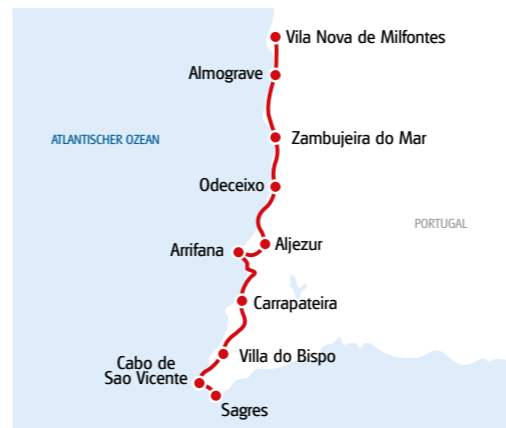 Vila Nova de Milfontes
Almograve
ATLANTISCHER OZEAN
Zambujeira do Mar
Odeceixo
PORTUGAL
Arrifana
Aljezur
Carrapateira
Villa do Bispo
Cabo de
Sao Vicente
Sagres